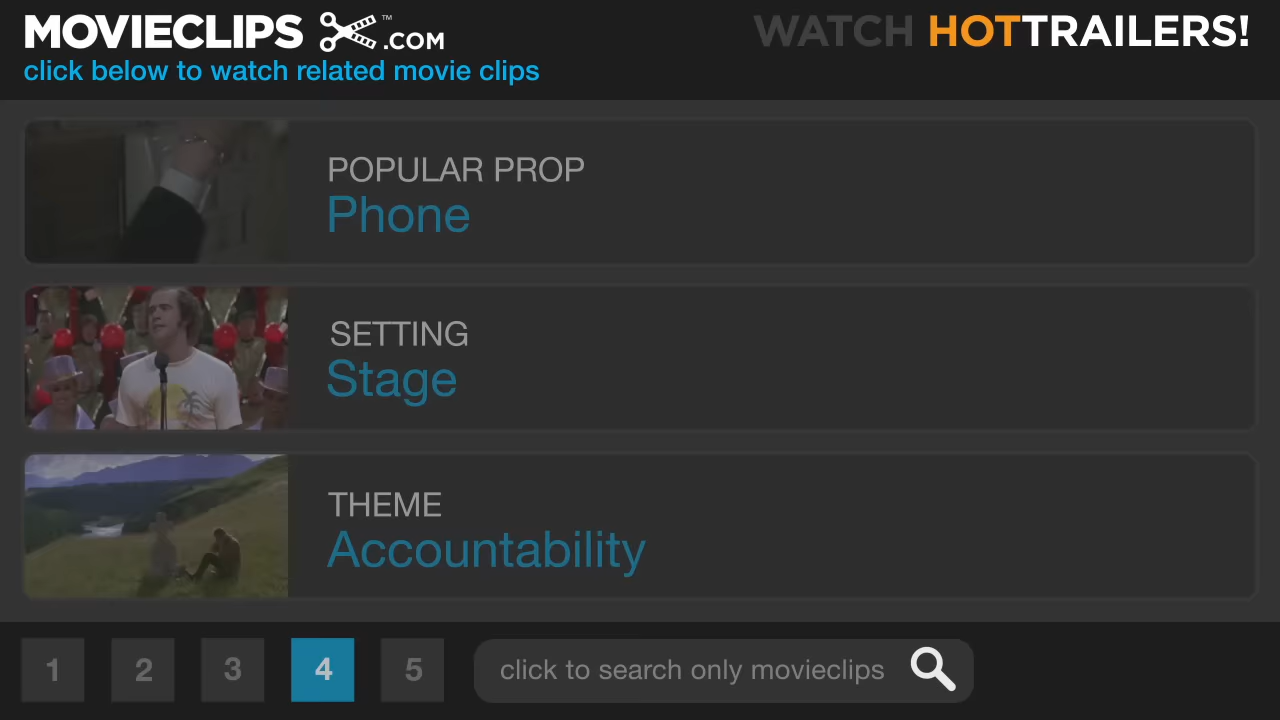 MOVIECLIPS™.COM
WATCH HOTTRAILERS!
click below to watch related movie clips
POPULAR PROP
Phone
SETTING
Stage
THEME
Accountability
1 2 3 4 5
click to search only movieclips